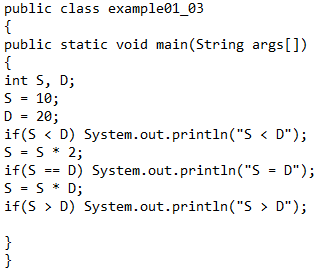 public class example01_03
{
public static void main(String args[])
{
int S, D;
S = 10;
D = 20;
if(S < D) System.out.println("S < D");
S = S * 2;
if(S == D) System.out.println("S = D");
S = S * D;
if(S > D) System.out.println("S > D");

}
}